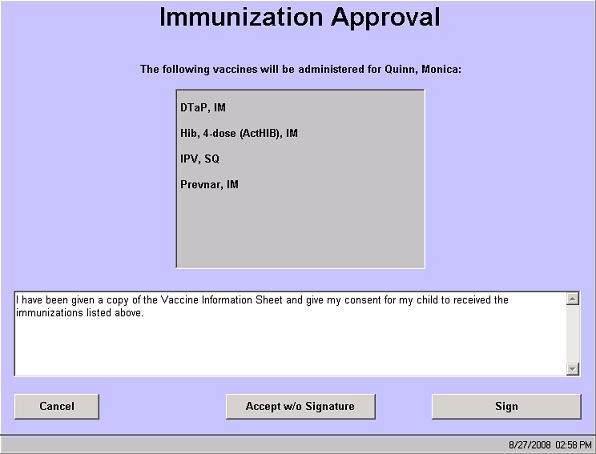 Immunization Approval
The following vaccines will be administered for Quinn, Monica:
DTaP, IM
Hib, 4-dose (ActHIB), IM
IPV, SQ
Prevnar, IM
I have been given a copy of the Vaccine Information Sheet and give my consent for my child to received the
immunizations listed above.
Cancel
Accept w/o Signature
Sign
8/27/2008 02:58 PM